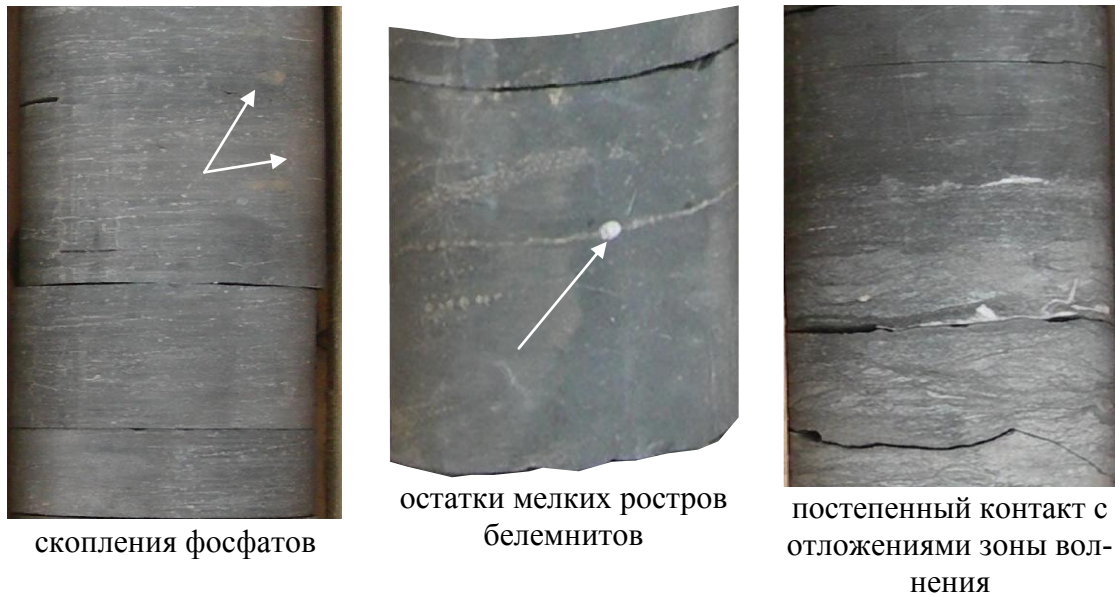 скопления фосфатов
остатки мелких ростров
белемнитов
постепенный контакт с
отложениями зоны вол-
нения